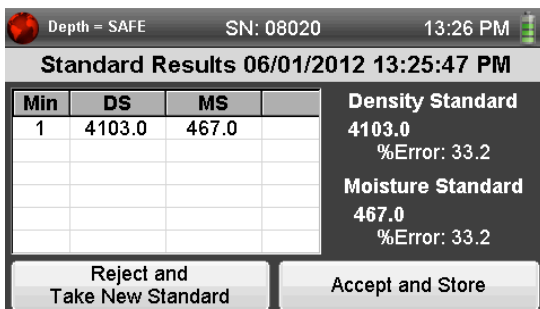 Depth = SAFE SN: 08020 13:26 PM
Standard Results 06/01/2012 13:25:47 PM
Min DS MS
1 4103.0 467.0
Density Standard
4103.0
%Error: 33.2
Moisture Standard
467.0
%Error: 33.2
Reject and
Take New Standard
Accept and Store